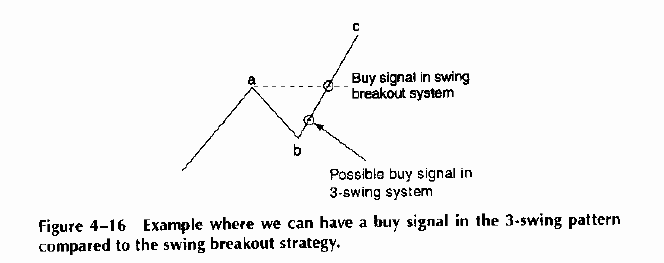 c
a
Buy signal in swing
breakout system
b
Possible buy signal in
3-swing system
Figure 4–16 Example where we can have a buy signal in the 3-swing pattern
compared to the swing breakout strategy.